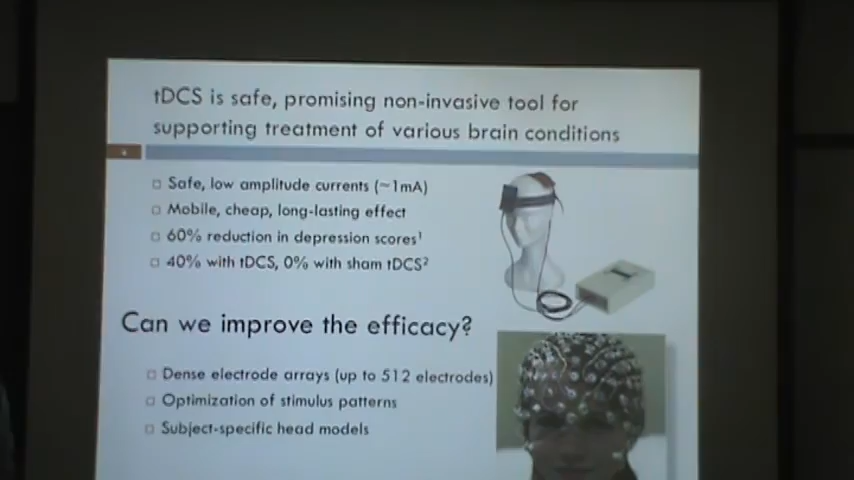 tDCS is safe, promising non-invasive tool for
supporting treatment of various brain conditions
Safe, low amplitude currents (~1mA)
Mobile, cheap, long-lasting effect
60% reduction in depression scores¹
40% with tDCS, 0% with sham tDCS²
Can we improve the efficacy?
Dense electrode arrays (up to 512 electrodes)
Optimization of stimulus patterns
Subject-specific head models